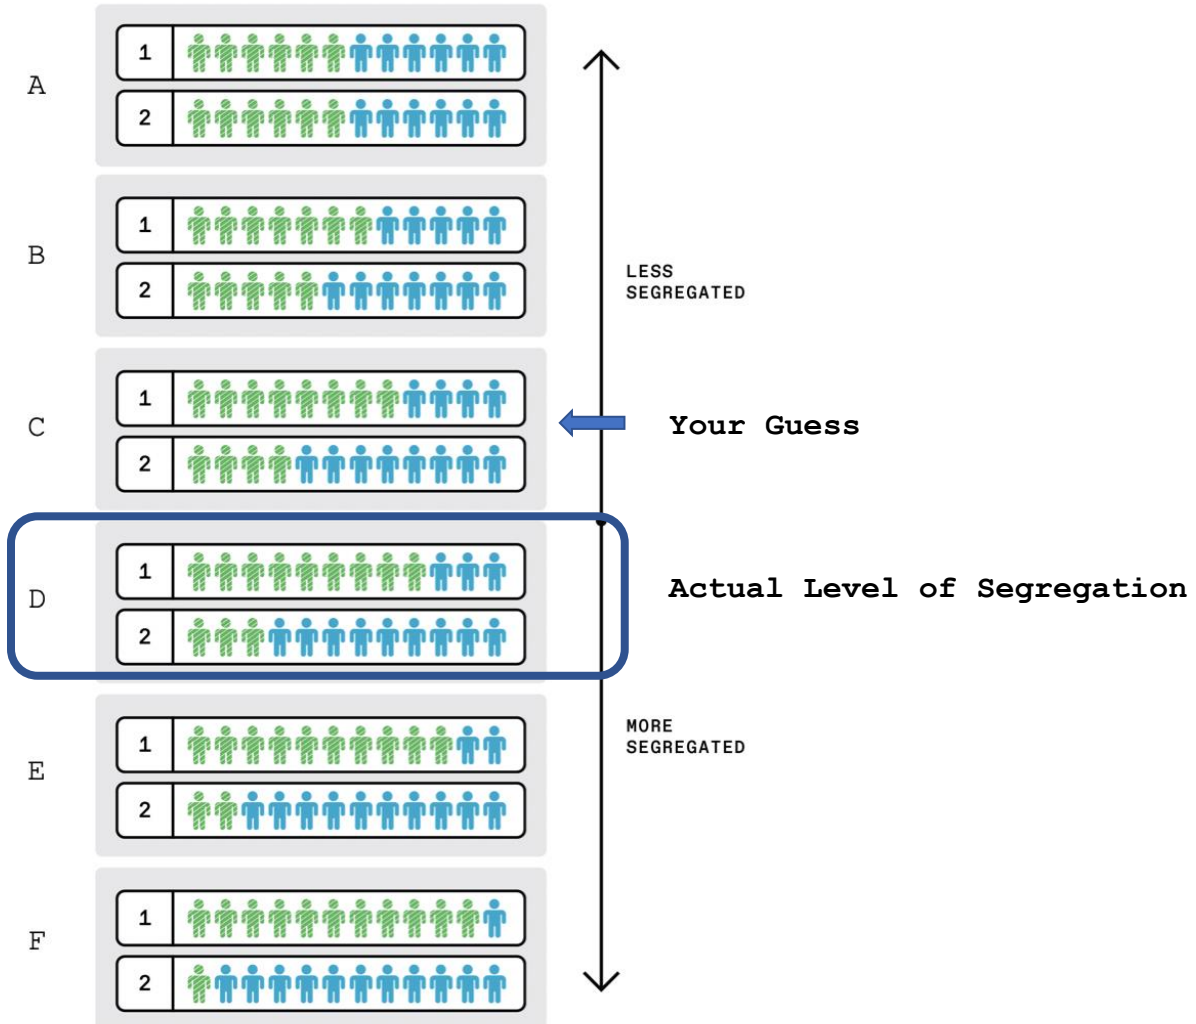 A
1
2
B
1
2
LESS
SEGREGATED
C
1
2
Your Guess
D
1
2
Actual Level of Segregation
E
1
2
MORE
SEGREGATED
F
1
2